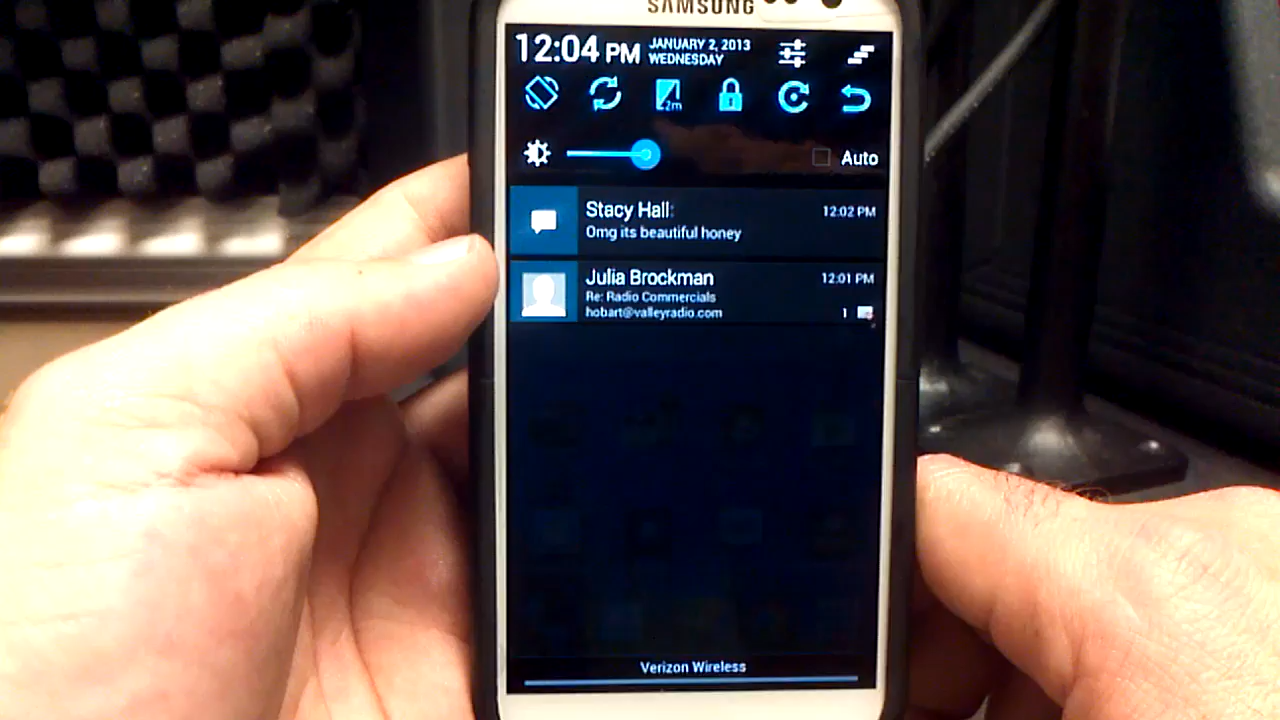 SAMSUNG
12:04 PM
JANUARY 2, 2013
WEDNESDAY
2m
Auto
Stacy Hall:
12:02 PM
Omg its beautiful honey
Julia Brockman
12:01 PM
Re: Radio Commercials
hobart@valleyradio.com
1
Verizon Wireless